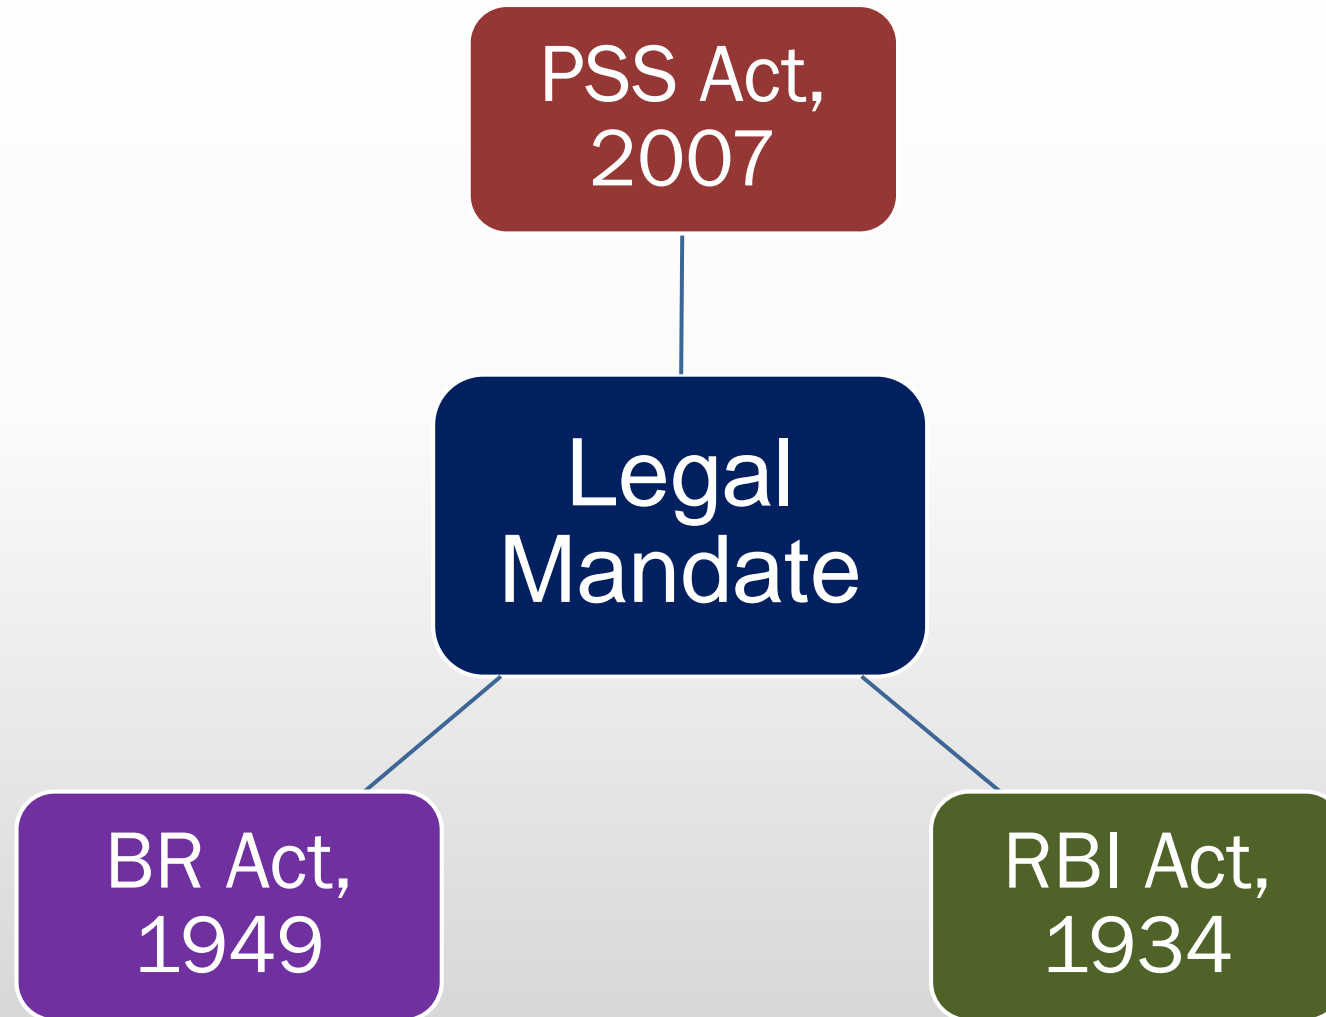 PSS Act,
2007
Legal
Mandate
BR Act,
1949
RBI Act,
1934